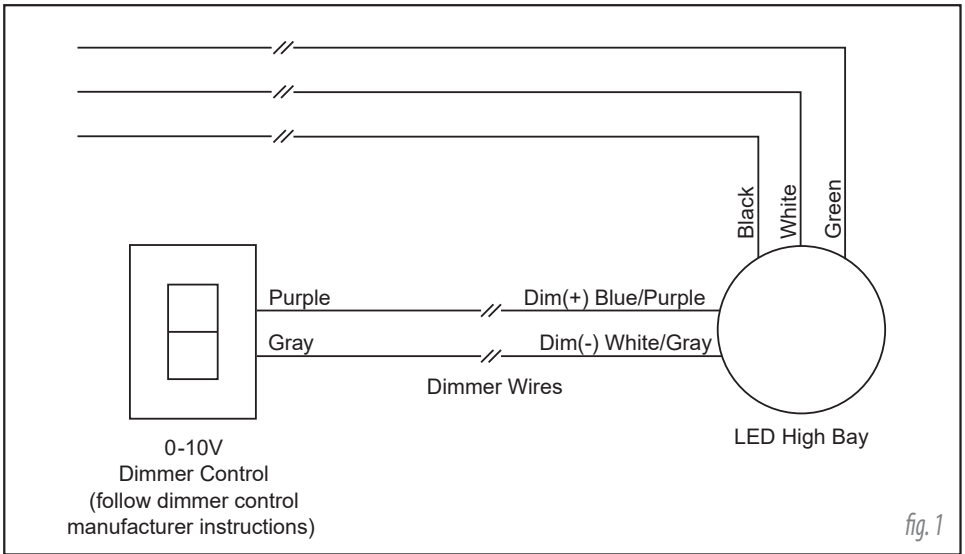 Black
White
Green
Purple
Dim(+) Blue/Purple
Gray
Dim(-) White/Gray
Dimmer Wires
LED High Bay
0-10V
Dimmer Control
(follow dimmer control
manufacturer instructions)
fig. 1